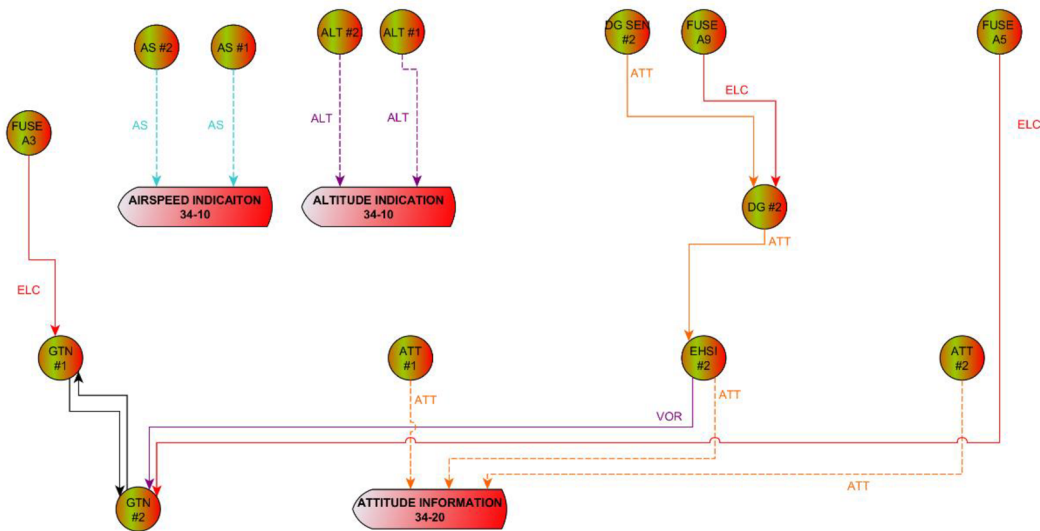 AS #2
AS #1
ALT #2
ALT #1
DG SEN
#2
FUSE
A9
FUSE
A5
ATT
ELC
FUSE
A3
AS
AS
ALT
ALT
ELC
AIRSPEED INDICAITON
34-10
ALTITUDE INDICATION
34-10
DG #2
ATT
ELC
GTN
#1
ATT
#1
EHSI
#2
ATT
#2
ATT
ATT
VOR
ATT
GTN
#2
ATTITUDE INFORMATION
34-20